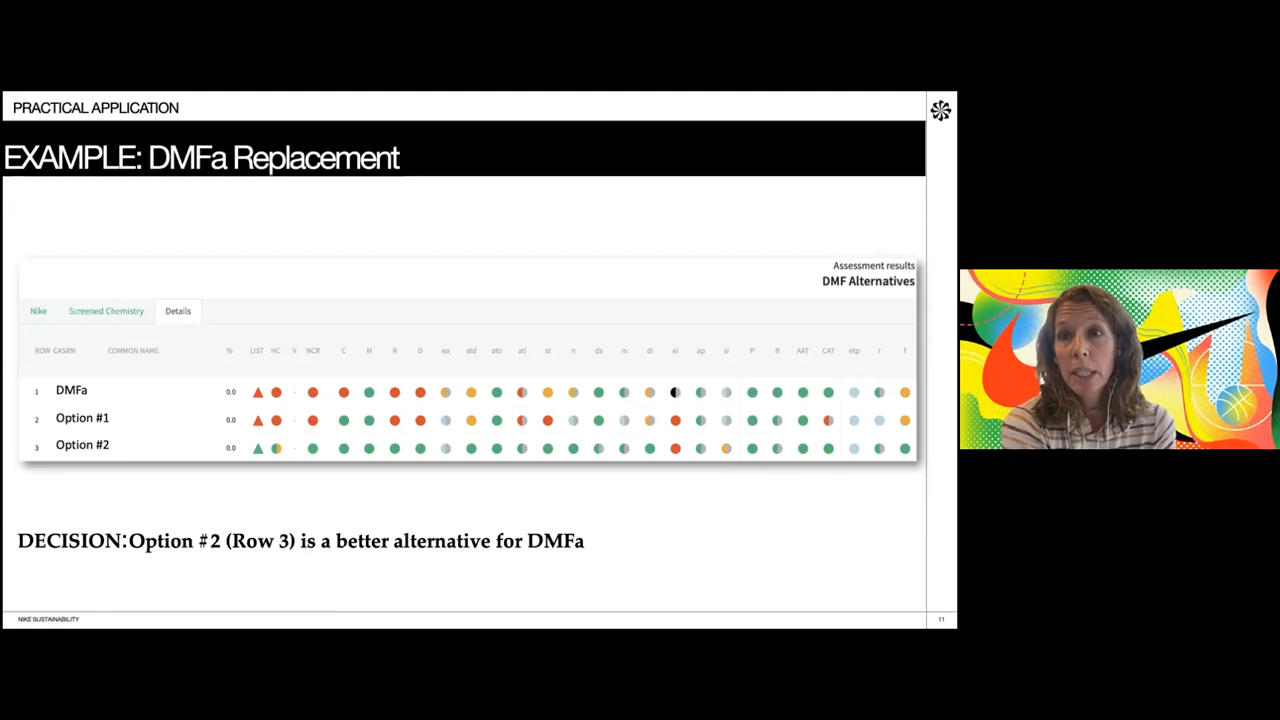 PRACTICAL APPLICATION
EXAMPLE: DMFa Replacement
Assessment results
DMF Alternatives
Nike Screened Chemistry Details
ROW CASRN COMMON NAME % LIST HC V NCR C M R D ea atd ato ati st n ds rs di ei ap si P fl AAT CAT etp r f
1 DMFa 0.0 -
2 Option #1 0.0 -
3 Option #2 0.0 -
DECISION:Option #2 (Row 3) is a better alternative for DMFa
NIKE SUSTAINABILITY 11